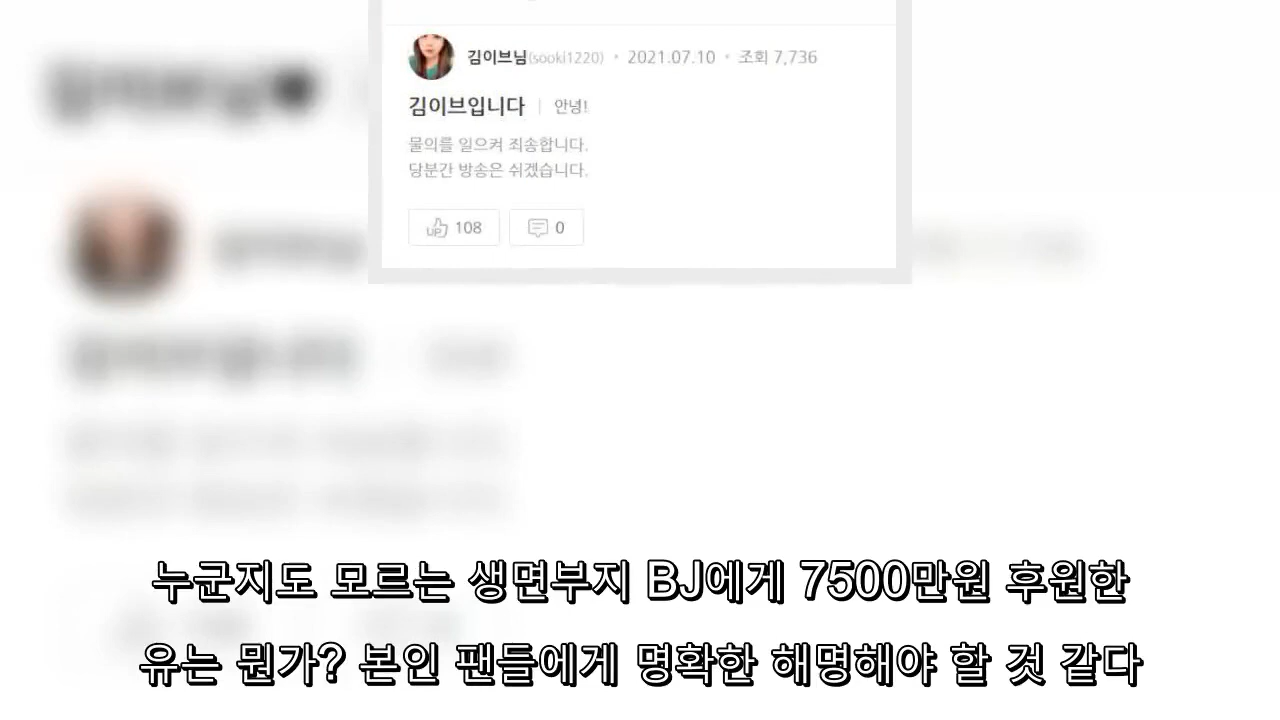 김이브님(sooki1220) • 2021.07.10 • 조회 7,736
김이브입니다 | 안녕!
물의를 일으켜 죄송합니다.
당분간 방송은 쉬겠습니다.
UP 108 0
누군지도 모르는 생면부지 BJ에게 7500만원 후원한
유는 뭔가? 본인 팬들에게 명확한 해명해야 할 것 같다